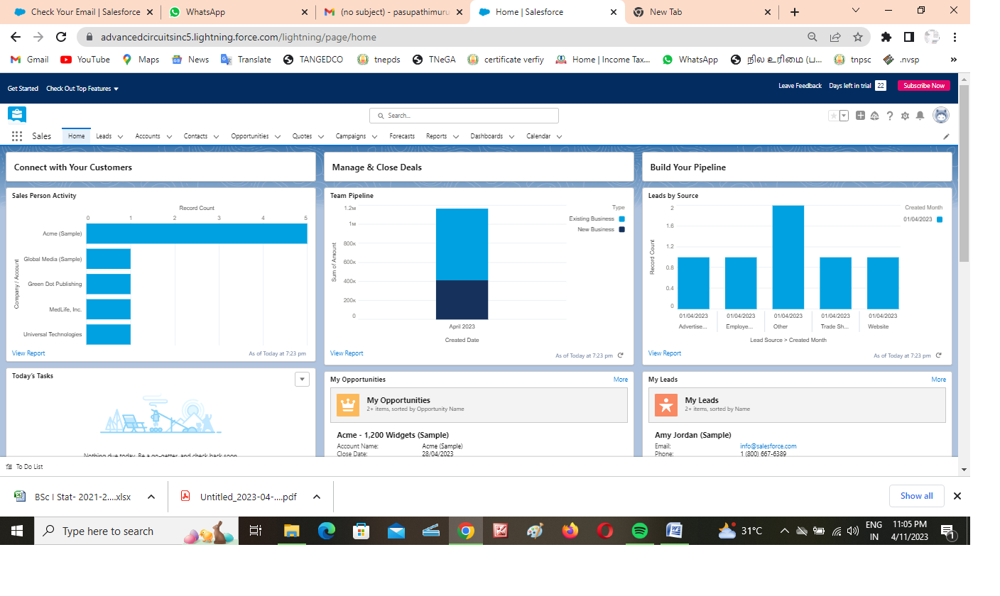 Check Your Email | Salesforce
WhatsApp
(no subject) - pasupathimuru
Home | Salesforce
New Tab
advancedcircuitsinc5.lightning.force.com/lightning/page/home
Gmail YouTube Maps News Translate TANGEDCO tnepds TNeGA certificate verfiy Home | Income Tax... WhatsApp நில உரிமை (ப... tnpsc .nvsp »
Get Started Check Out Top Features Leave Feedback Days left in trial 22 Subscribe Now
Search...
Sales Home Leads Accounts Contacts Opportunities Quotes Campaigns Forecasts Reports Dashboards Calendar
Connect with Your Customers
Sales Person Activity
Record Count
0 1 2 3 4 5
Company / Account
Acme (Sample)
Global Media (Sample)
Green Dot Publishing
MedLife, Inc.
Universal Technologies
View Report As of Today at 7:23 pm
Today's Tasks
Nothing due today. Be a go-getter, and check back soon.
Manage & Close Deals
Team Pipeline
Type
Existing Business
New Business
Sum of Amount
1.2M
1M
800K
600K
400K
200K
0
April 2023
Created Date
View Report As of Today at 7:23 pm
My Opportunities More
My Opportunities
2+ items, sorted by Opportunity Name
Acme - 1,200 Widgets (Sample)
Account Name: Acme (Sample)
Close Date: 28/04/2023
Build Your Pipeline
Leads by Source
Created Month
01/04/2023
Record Count
2
1.6
1.2
0.8
0.4
0
01/04/2023 01/04/2023 01/04/2023 01/04/2023 01/04/2023
Advertise... Employe... Other Trade Sh... Website
Lead Source > Created Month
View Report As of Today at 7:23 pm
My Leads More
My Leads
2+ items, sorted by Name
Amy Jordan (Sample)
Email: info@salesforce.com
Phone: 1 (800) 667-6389
To Do List
BSc I Stat- 2021-2....xlsx
Untitled_2023-04-....pdf
Show all
Type here to search
31°C
ENG
IN
11:05 PM
4/11/2023
1